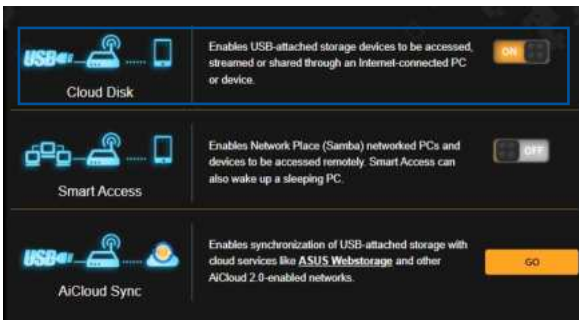 Enables USB-attached storage devices to be accessed,
streamed or shared through an Internet-connected PC
or device.
USB
ON
Cloud Disk
Enables Network Place (Samba) networked PCs and
devices to be accessed remotely. Smart Access can
also wake up a sleeping PC.
OFF
Smart Access
Enables synchronization of USB-attached storage with
cloud services like ASUS Webstorage and other
AiCloud 2.0-enabled networks.
USB
GO
AiCloud Sync